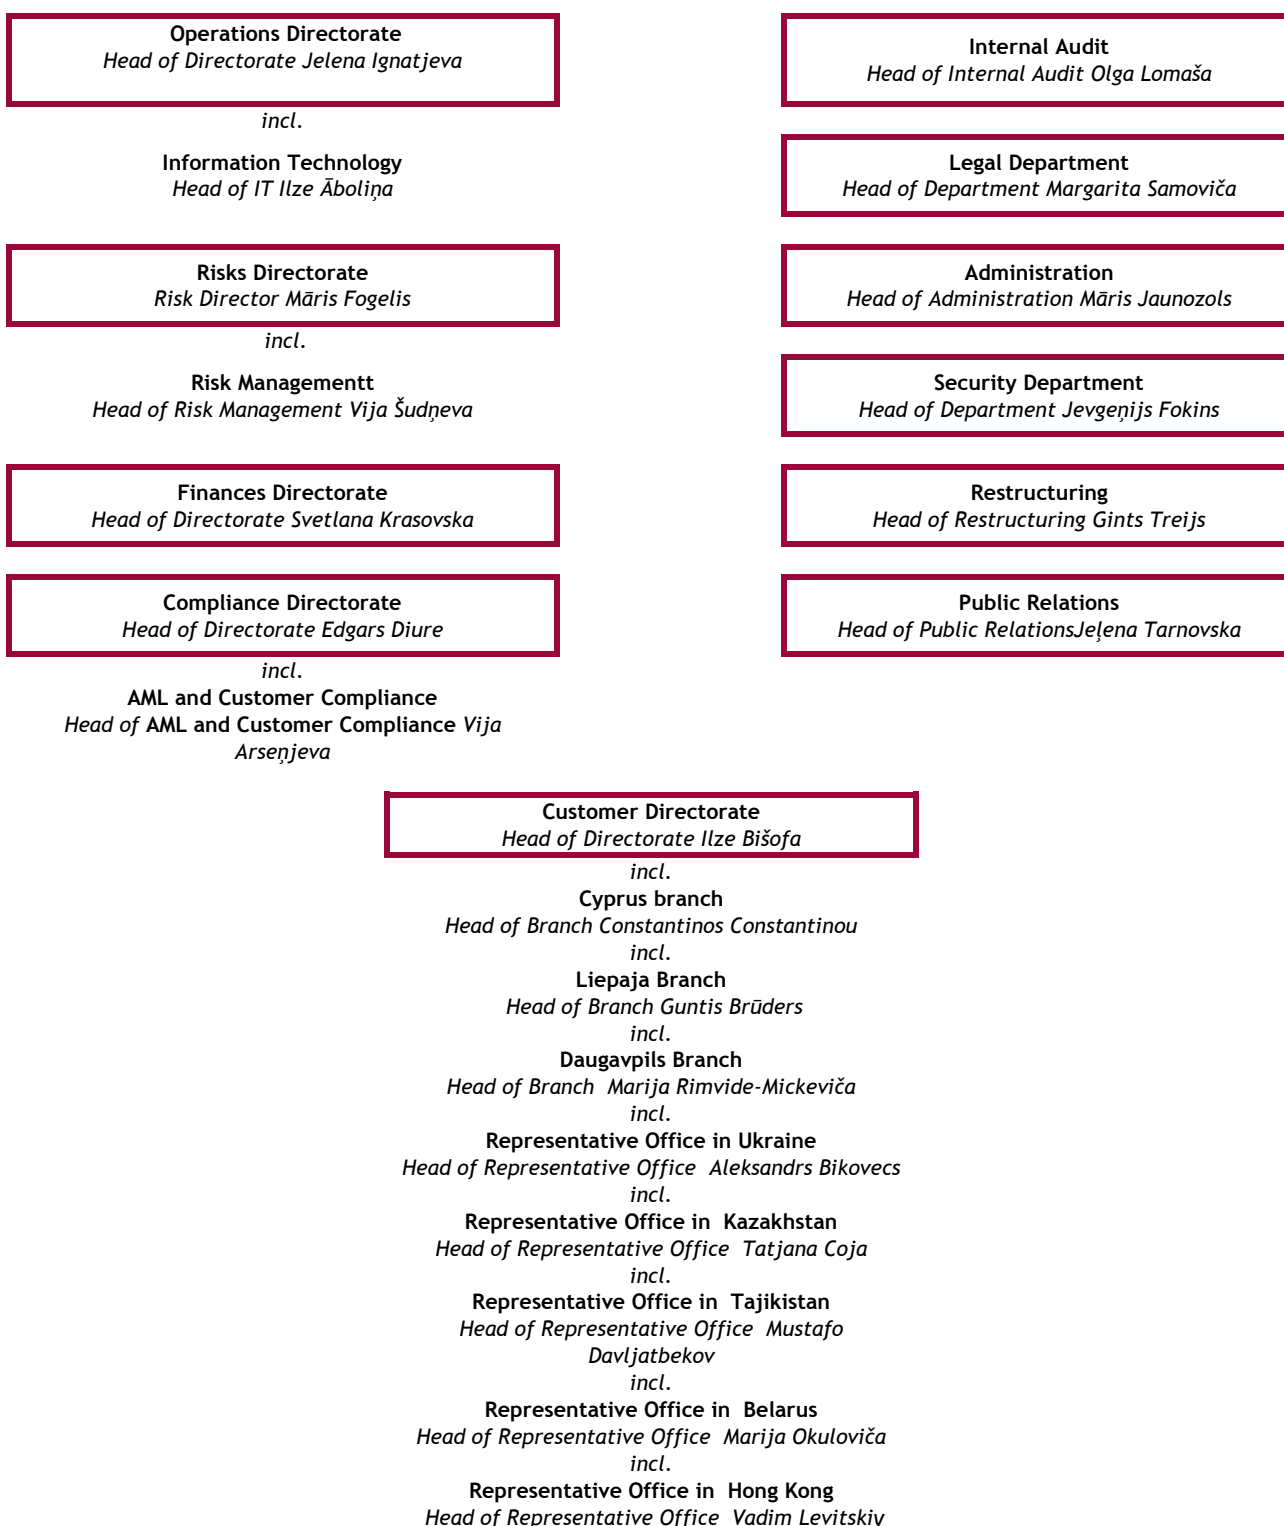 Operations Directorate
Head of Directorate Jelena Ignatjeva
incl.
Information Technology
Head of IT Ilze Āboliņa
Risks Directorate
Risk Director Māris Fogelis
incl.
Risk Managementt
Head of Risk Management Vija Šudņeva
Finances Directorate
Head of Directorate Svetlana Krasovska
Compliance Directorate
Head of Directorate Edgars Diure
incl.
AML and Customer Compliance
Head of AML and Customer Compliance Vija
Arseņjeva
Internal Audit
Head of Internal Audit Olga Lomaša
Legal Department
Head of Department Margarita Samoviča
Administration
Head of Administration Māris Jaunozols
Security Department
Head of Department Jevgeņijs Fokins
Restructuring
Head of Restructuring Gints Treijs
Public Relations
Head of Public RelationsJeļena Tarnovska
Customer Directorate
Head of Directorate Ilze Bišofa
incl.
Cyprus branch
Head of Branch Constantinos Constantinou
incl.
Liepaja Branch
Head of Branch Guntis Brūders
incl.
Daugavpils Branch
Head of Branch Marija Rimvide-Mickeviča
incl.
Representative Office in Ukraine
Head of Representative Office Aleksandrs Bikovecs
incl.
Representative Office in Kazakhstan
Head of Representative Office Tatjana Coja
incl.
Representative Office in Tajikistan
Head of Representative Office Mustafo
Davljatbekov
incl.
Representative Office in Belarus
Head of Representative Office Marija Okuloviča
incl.
Representative Office in Hong Kong
Head of Representative Office Vadim Levitskiy